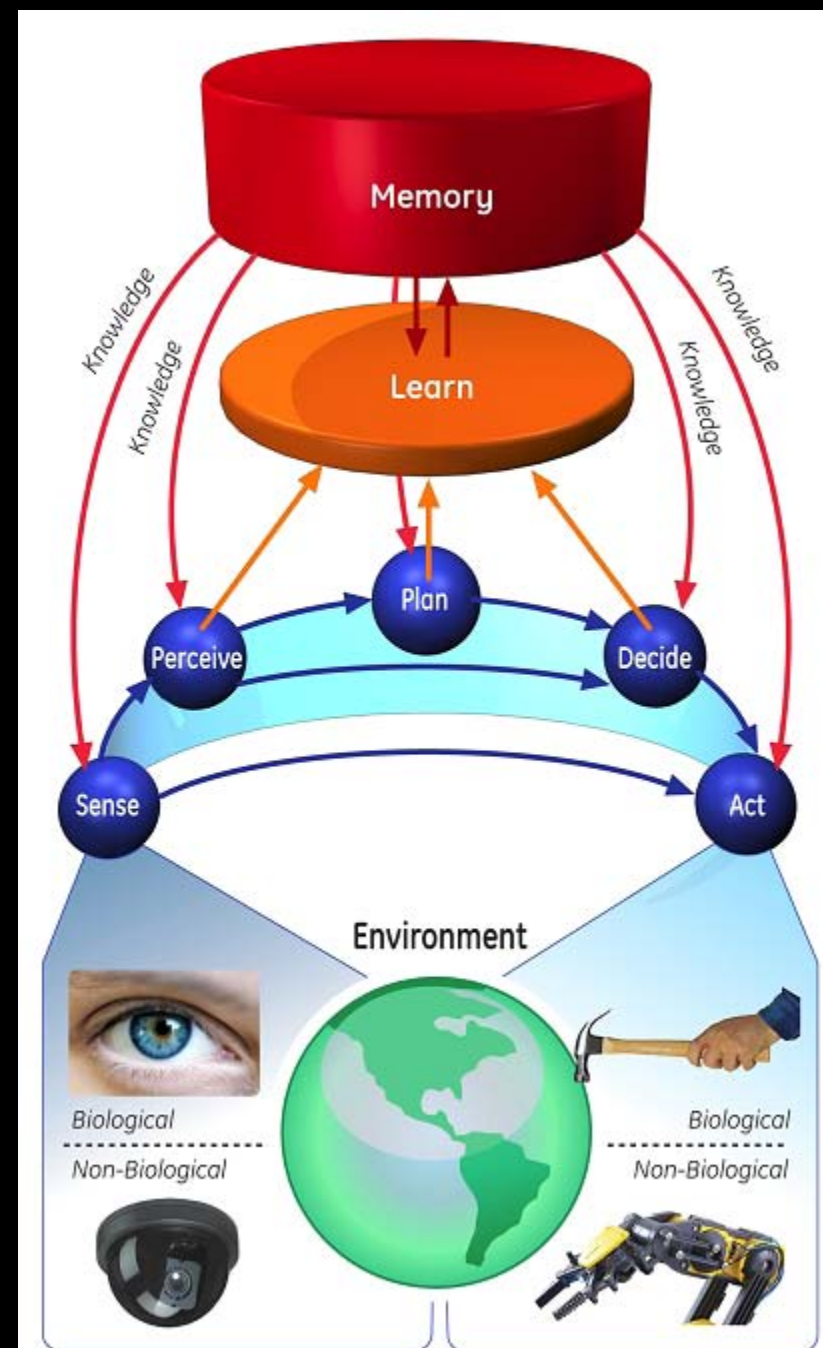 Memory
Knowledge
Knowledge
Knowledge
Knowledge
Learn
Plan
Perceive
Decide
Sense
Act
Environment
Biological
Biological
Non-Biological
Non-Biological